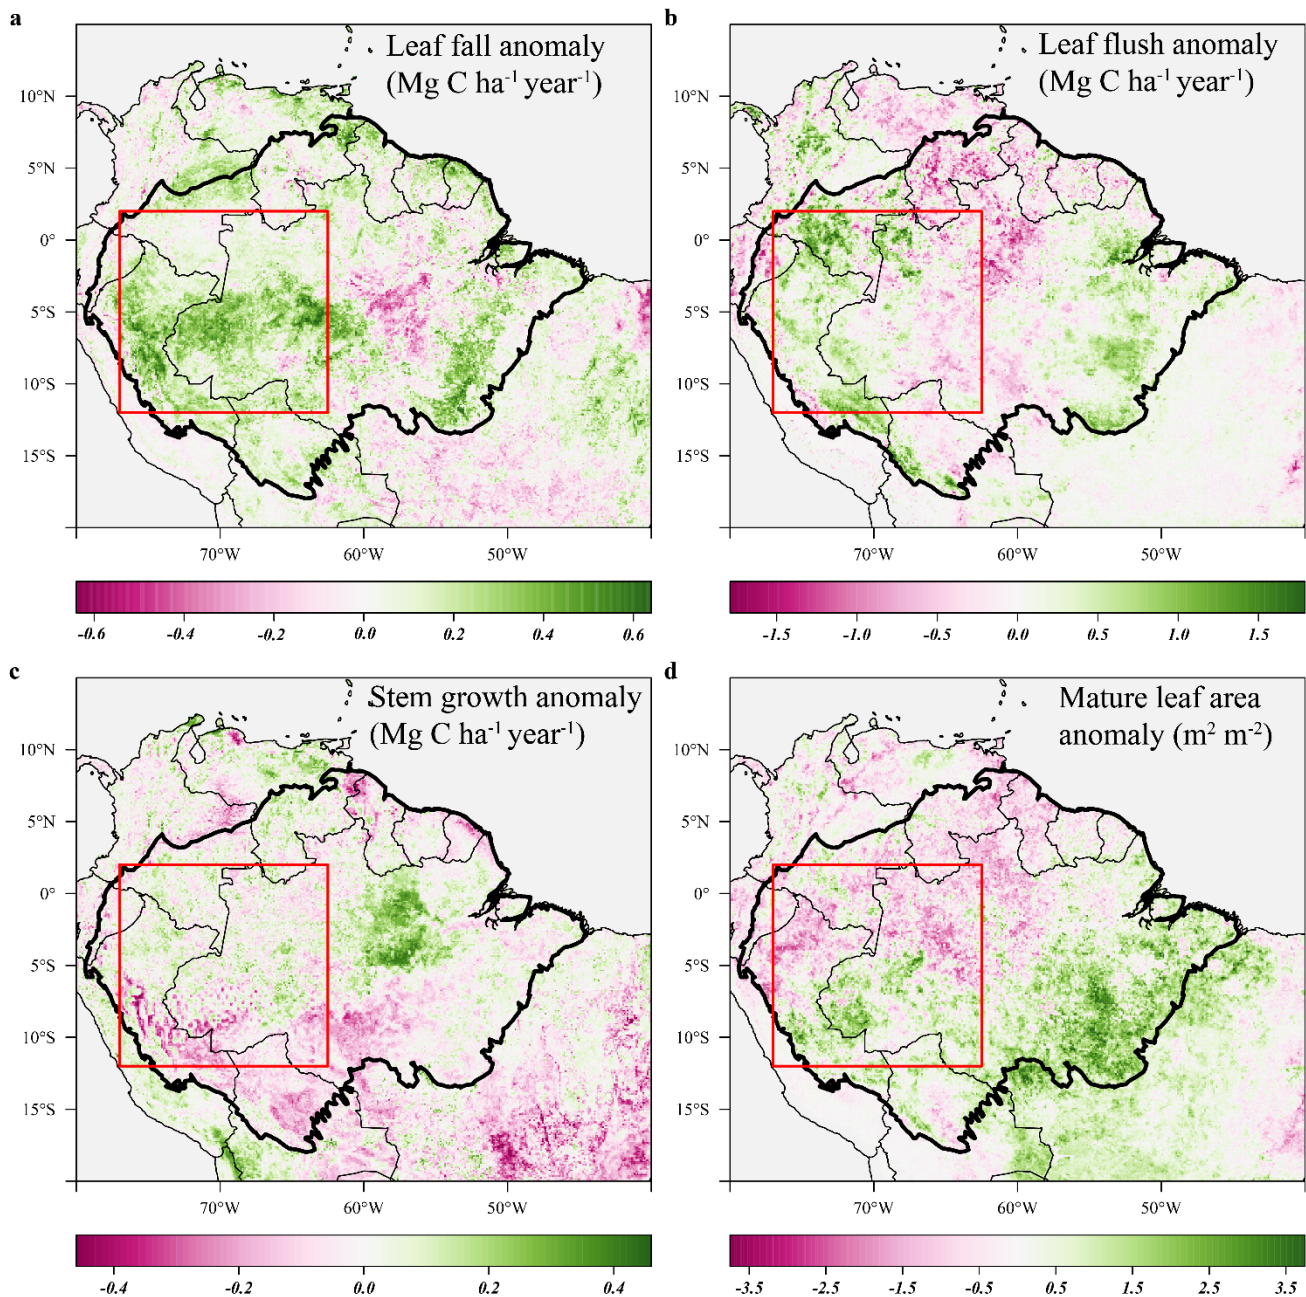 a
Leaf fall anomaly
(Mg C ha⁻¹ year⁻¹)
10°N
5°N
0°
5°S
10°S
15°S
70°W 60°W 50°W
-0.6 -0.4 -0.2 0.0 0.2 0.4 0.6
b
Leaf flush anomaly
(Mg C ha⁻¹ year⁻¹)
10°N
5°N
0°
5°S
10°S
15°S
70°W 60°W 50°W
-1.5 -1.0 -0.5 0.0 0.5 1.0 1.5
c
Stem growth anomaly
(Mg C ha⁻¹ year⁻¹)
10°N
5°N
0°
5°S
10°S
15°S
70°W 60°W 50°W
-0.4 -0.2 0.0 0.2 0.4
d
Mature leaf area
anomaly (m² m⁻²)
10°N
5°N
0°
5°S
10°S
15°S
70°W 60°W 50°W
-3.5 -2.5 -1.5 -0.5 0.5 1.5 2.5 3.5